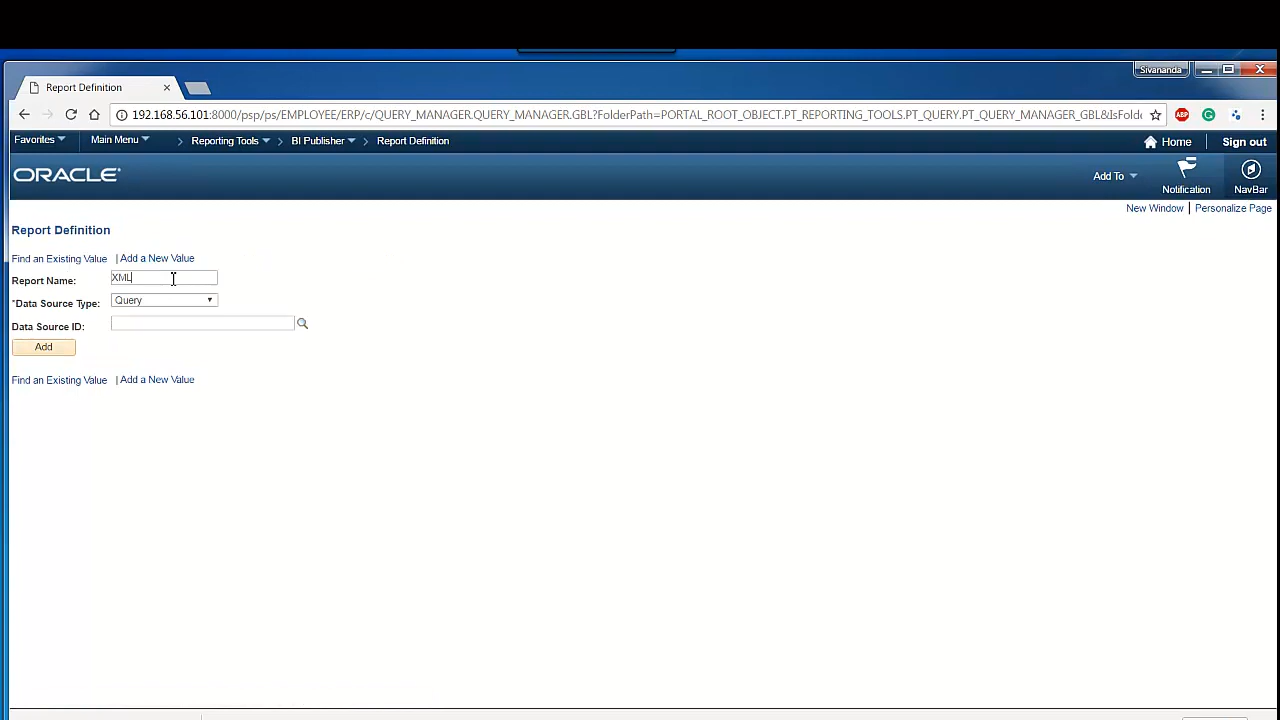 Sivananda
Report Definition
192.168.56.101:8000/psp/ps/EMPLOYEE/ERP/c/QUERY_MANAGER.QUERY_MANAGER.GBL?FolderPath=PORTAL_ROOT_OBJECT.PT_REPORTING_TOOLS.PT_QUERY.PT_QUERY_MANAGER_GBL&IsFolde
ABP G
Favorites Main Menu > Reporting Tools > BI Publisher > Report Definition Home Sign out
ORACLE Add To Notification NavBar
New Window | Personalize Page
Report Definition
Find an Existing Value | Add a New Value
Report Name: XML
*Data Source Type: Query
Data Source ID:
Add
Find an Existing Value | Add a New Value